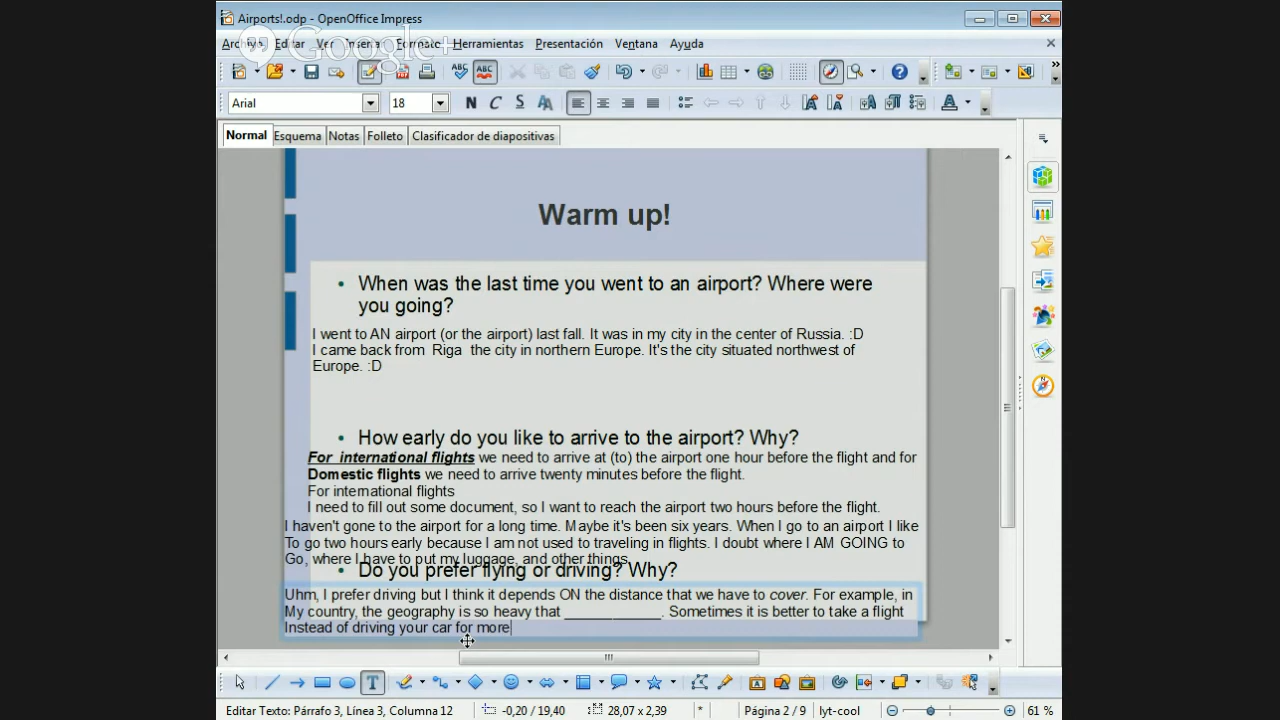 Airports!.odp - OpenOffice Impress
Archivo Editar Ver Insertar Formato Herramientas Presentación Ventana Ayuda
Google+
Arial 18 N C S
Normal Esquema Notas Folleto Clasificador de diapositivas
Warm up!
• When was the last time you went to an airport? Where were
you going?
I went to AN airport (or the airport) last fall. It was in my city in the center of Russia. :D
I came back from Riga the city in northern Europe. It's the city situated northwest of
Europe. :D
• How early do you like to arrive to the airport? Why?
For international flights we need to arrive at (to) the airport one hour before the flight and for
Domestic flights we need to arrive twenty minutes before the flight.
For international flights
I need to fill out some document, so I want to reach the airport two hours before the flight.
I haven't gone to the airport for a long time. Maybe it's been six years. When I go to an airport I like
To go two hours early because I am not used to traveling in flights. I doubt where I AM GOING to
Go, where I have to put my luggage, and other things.
• Do you prefer flying or driving? Why?
Uhm, I prefer driving but I think it depends ON the distance that we have to cover. For example, in
My country, the geography is so heavy that _____________. Sometimes it is better to take a flight
Instead of driving your car for more
Editar Texto: Párrafo 3, Línea 3, Columna 12 -0,20 / 19,40 28,07 x 2,39 * Página 2 / 9 lyt-cool 61 %